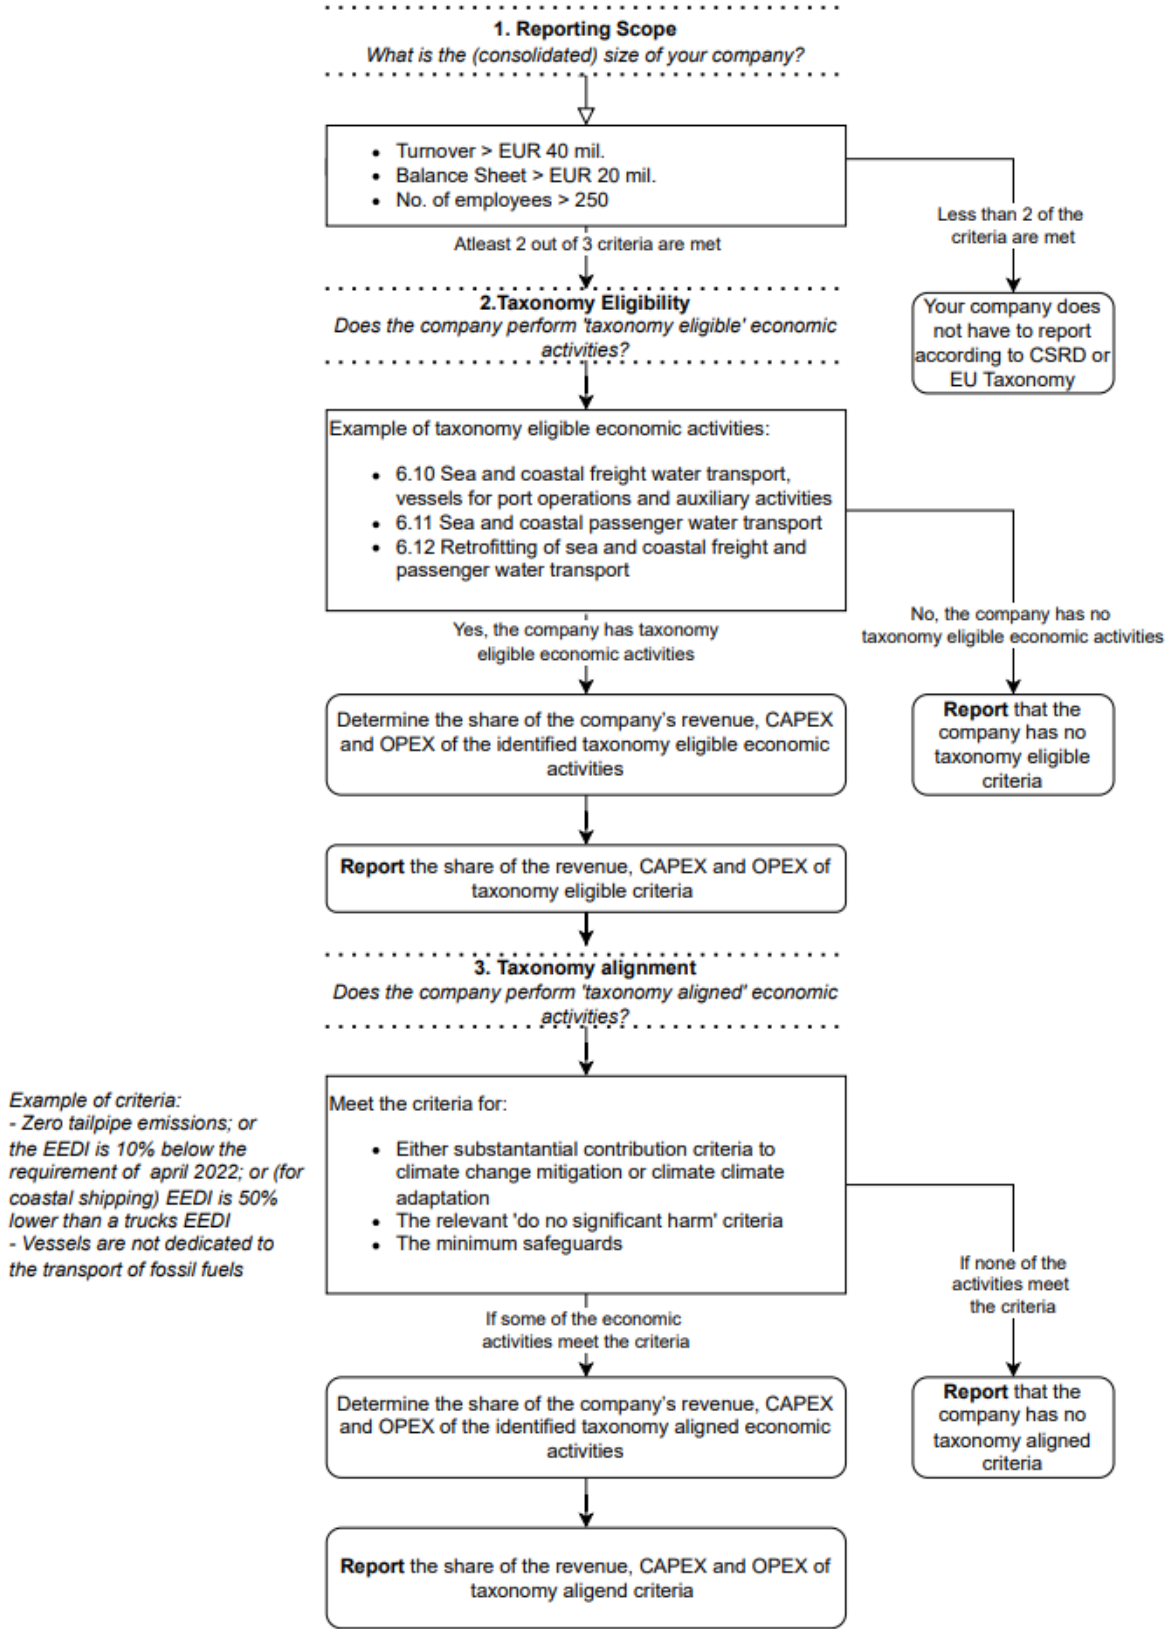 1. Reporting Scope
What is the (consolidated) size of your company?
• Turnover > EUR 40 mil.
• Balance Sheet > EUR 20 mil.
• No. of employees > 250
Less than 2 of the
criteria are met
Atleast 2 out of 3 criteria are met
Your company does
not have to report
according to CSRD or
EU Taxonomy
2.Taxonomy Eligibility
Does the company perform 'taxonomy eligible' economic
activities?
Example of taxonomy eligible economic activities:
• 6.10 Sea and coastal freight water transport,
vessels for port operations and auxiliary activities
• 6.11 Sea and coastal passenger water transport
• 6.12 Retrofitting of sea and coastal freight and
passenger water transport
No, the company has no
taxonomy eligible economic activities
Yes, the company has taxonomy
eligible economic activities
Report that the
company has no
taxonomy eligible
criteria
Determine the share of the company's revenue, CAPEX
and OPEX of the identified taxonomy eligible economic
activities
Report the share of the revenue, CAPEX and OPEX of
taxonomy eligible criteria
3. Taxonomy alignment
Does the company perform 'taxonomy aligned' economic
activities?
Example of criteria:
- Zero tailpipe emissions; or
the EEDI is 10% below the
requirement of april 2022; or (for
coastal shipping) EEDI is 50%
lower than a trucks EEDI
- Vessels are not dedicated to
the transport of fossil fuels
Meet the criteria for:
• Either substantantial contribution criteria to
climate change mitigation or climate climate
adaptation
• The relevant 'do no significant harm' criteria
• The minimum safeguards
If none of the
activities meet
the criteria
If some of the economic
activities meet the criteria
Report that the
company has no
taxonomy aligned
criteria
Determine the share of the company's revenue, CAPEX
and OPEX of the identified taxonomy aligned economic
activities
Report the share of the revenue, CAPEX and OPEX of
taxonomy aligend criteria